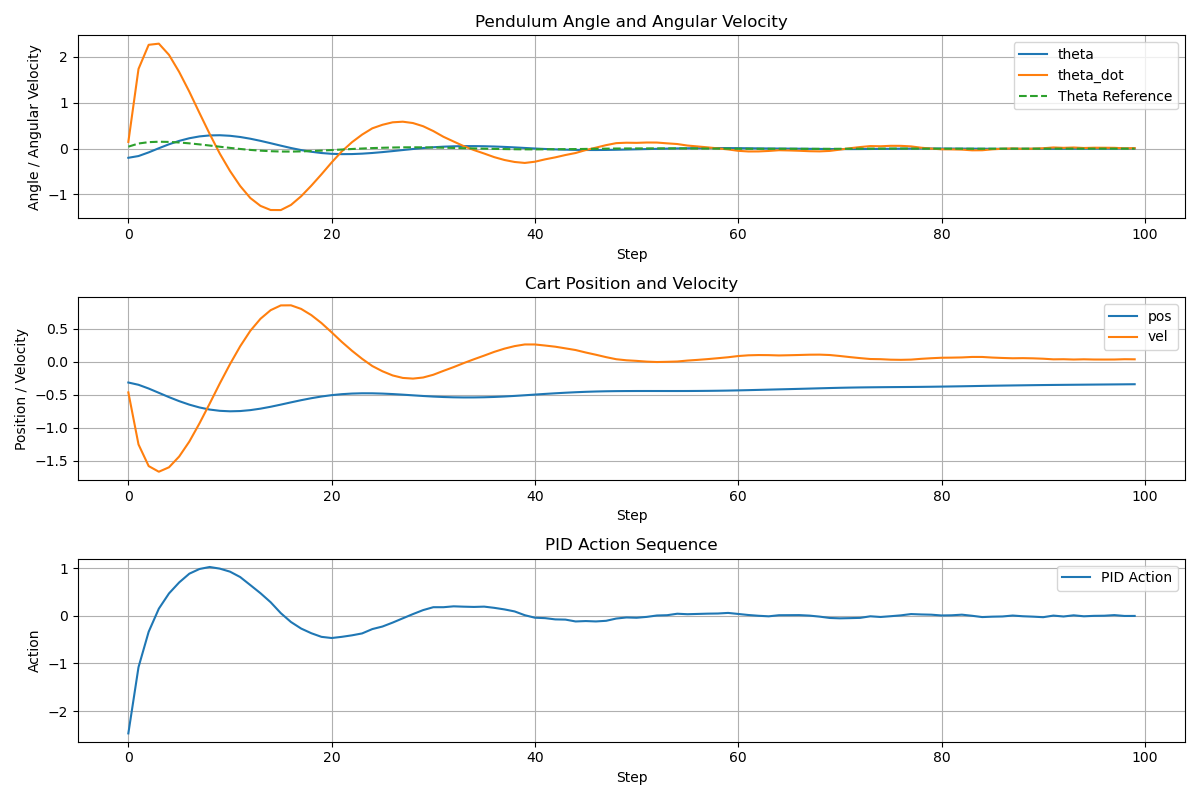 Pendulum Angle and Angular Velocity
Angle / Angular Velocity
2
1
0
−1
theta
theta_dot
Theta Reference
0 20 40 60 80 100
Step
Cart Position and Velocity
Position / Velocity
0.5
0.0
−0.5
−1.0
−1.5
pos
vel
0 20 40 60 80 100
Step
PID Action Sequence
Action
1
0
−1
−2
PID Action
0 20 40 60 80 100
Step